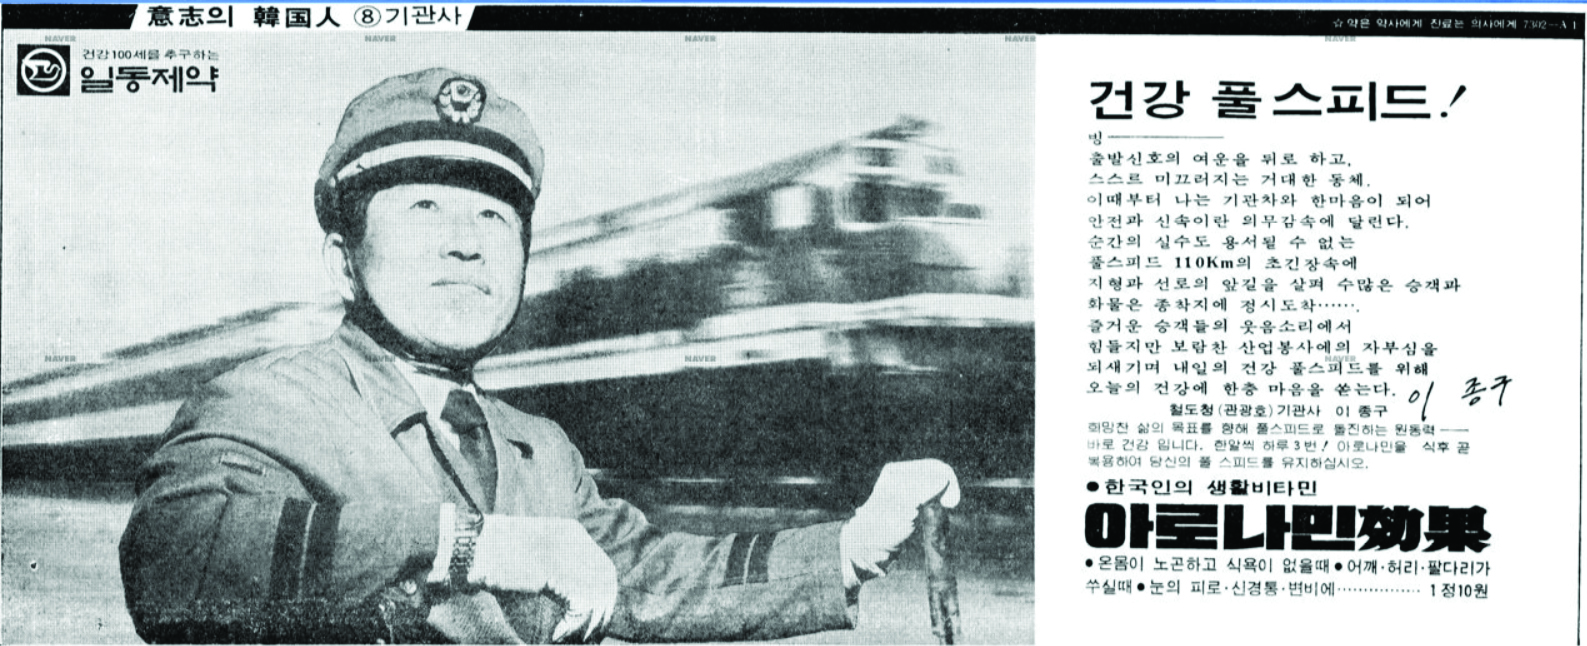 意志의 韓国人 ⑧기관사
☆약은 약사에게 진료는 의사에게 7302-A 1
건강100세를 추구하는
일동제약
건강 풀스피드!
빙———
출발신호의 여운을 뒤로 하고,
스스르 미끄러지는 거대한 동체.
이때부터 나는 기관차와 한마음이 되어
안전과 신속이란 의무감속에 달린다.
순간의 실수도 용서될 수 없는
풀스피드 110Km의 초긴장속에
지형과 선로의 앞길을 살펴 수많은 승객과
화물은 종착지에 정시도착…….
즐거운 승객들의 웃음소리에서
힘들지만 보람찬 산업봉사에의 자부심을
되새기며 내일의 건강 풀스피드를 위해
오늘의 건강에 한층 마음을 쏟는다.
이 종구
철도청(관광호)기관사 이 종구
희망찬 삶의 목표를 향해 풀스피드로 돌진하는 원동력——
바로 건강 입니다. 한알씩 하루3번! 아로나민을 식후 곧
복용하여 당신의 풀 스피드를 유지하십시오.
●한국인의 생활비타민
아로나민効果
●온몸이 노곤하고 식욕이 없을때●어깨·허리·팔다리가
쑤실때●눈의 피로·신경통·변비에……………… 1정10원
NAVER
NAVER
NAVER
NAVER
NAVER
NAVER
NAVER
NAVER
NAVER